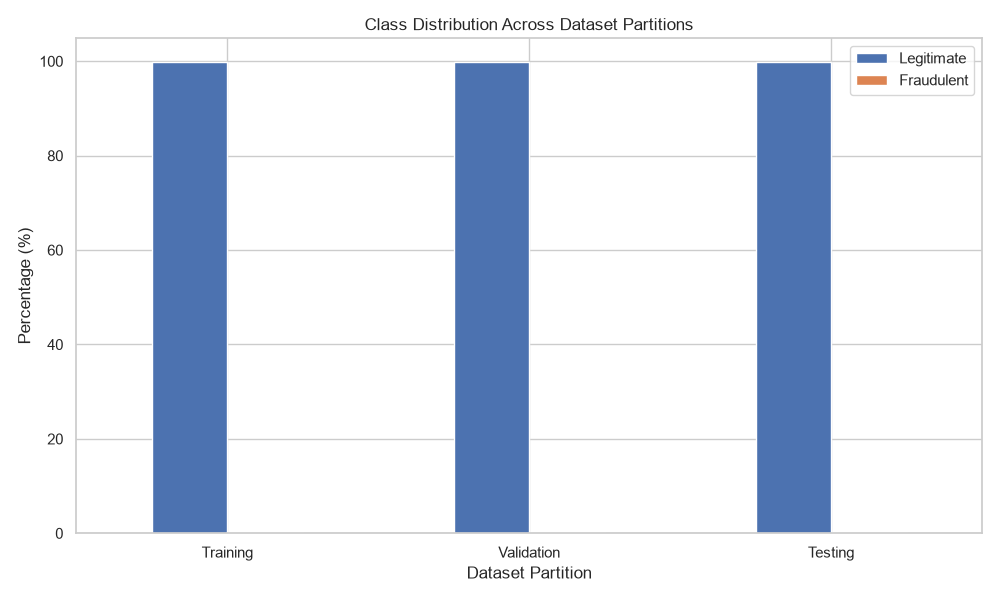 Class Distribution Across Dataset Partitions
Legitimate
Fraudulent
100
80
60
40
20
0
Percentage (%)
Training
Validation
Testing
Dataset Partition